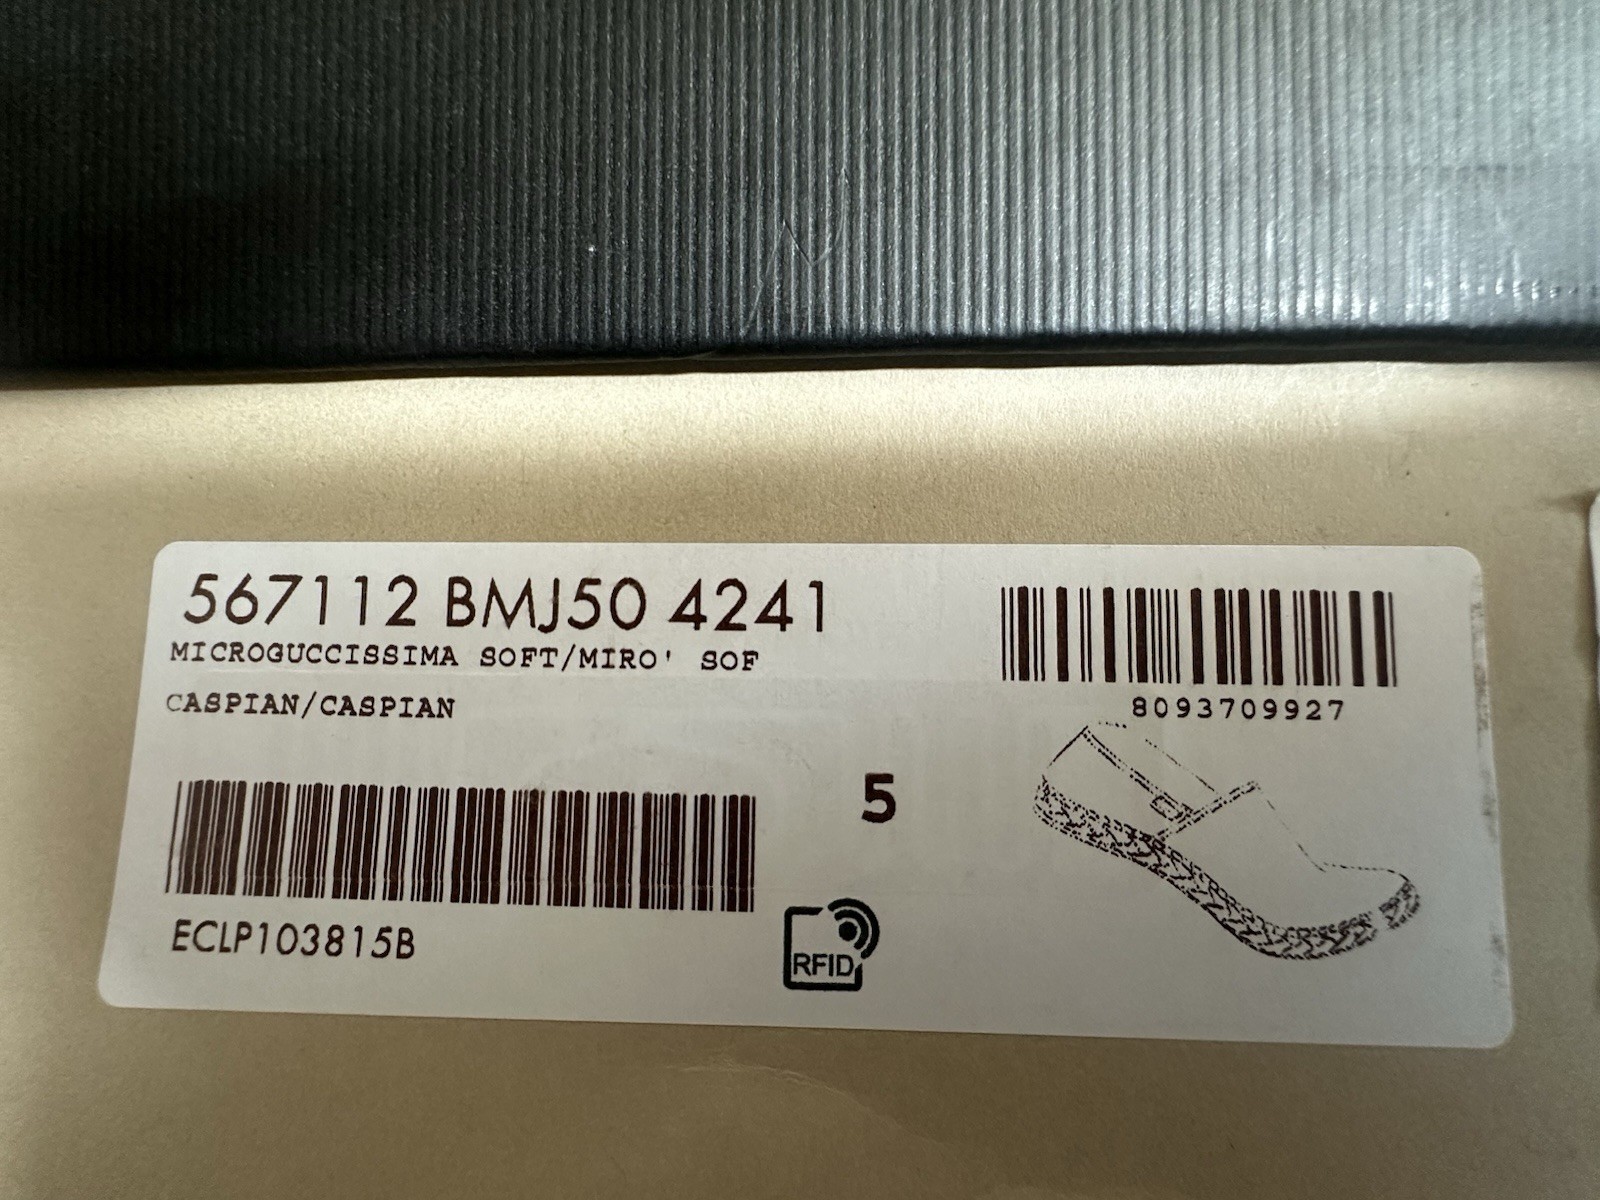 567112 BMJ50 4241
MICROGUCCISSIMA SOFT/MIRO' SOF
CASPIAN/CASPIAN
8093709927
5
ECLP103815B
RFID